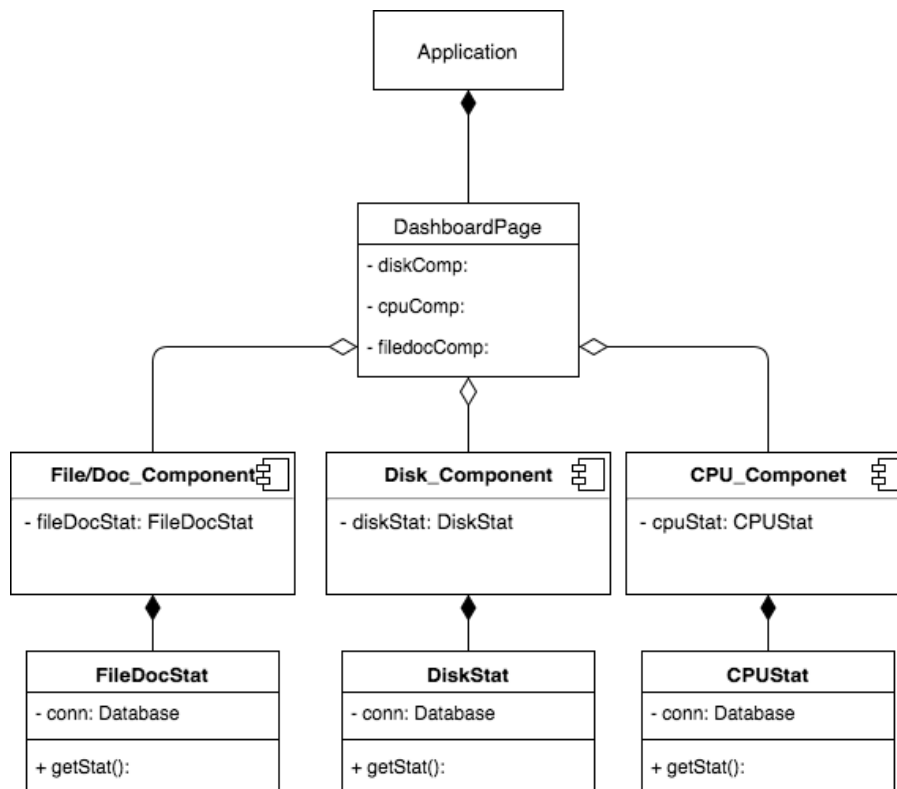 Application
DashboardPage
- diskComp:
- cpuComp:
- filedocComp:
File/Doc_Component
- fileDocStat: FileDocStat
Disk_Component
- diskStat: DiskStat
CPU_Componet
- cpuStat: CPUStat
FileDocStat
- conn: Database
+ getStat():
DiskStat
- conn: Database
+ getStat():
CPUStat
- conn: Database
+ getStat():